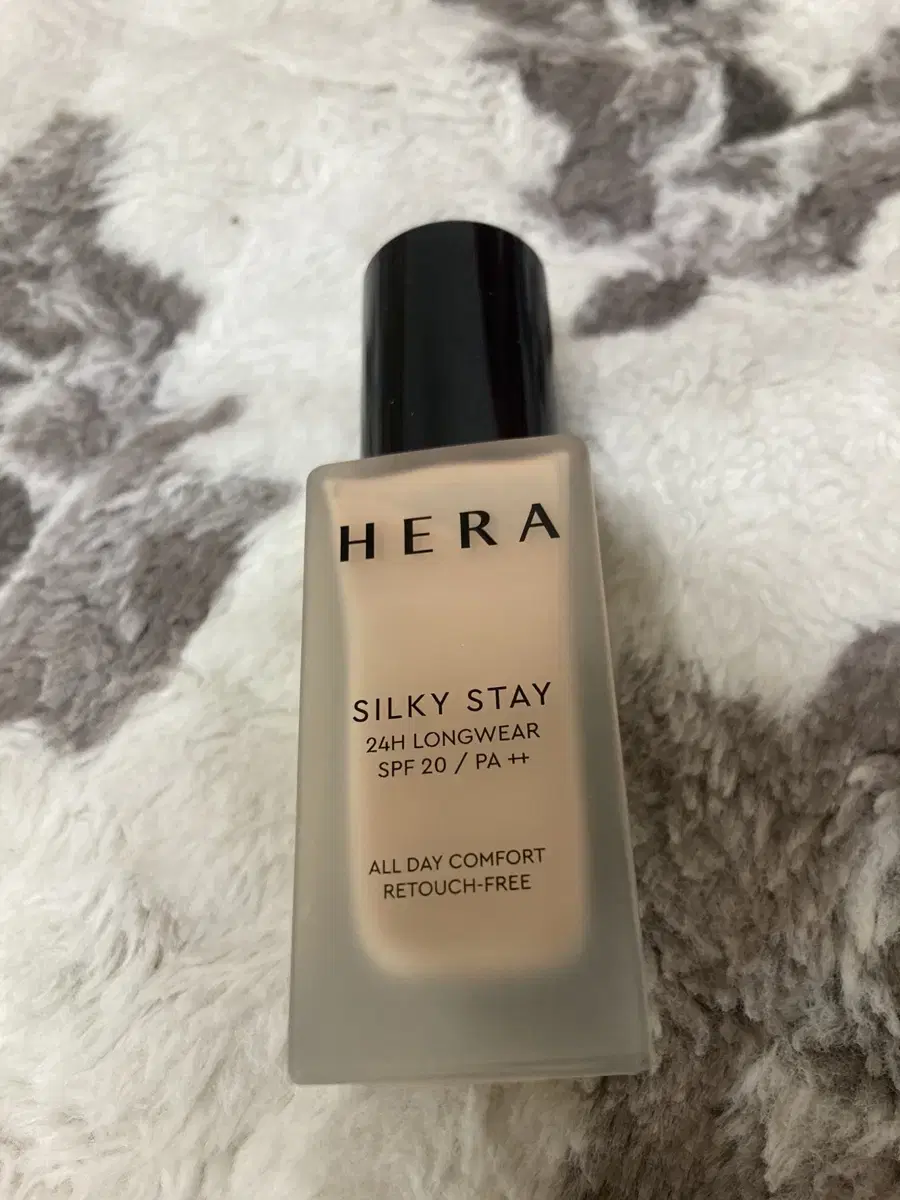 HERA
SILKY STAY
24H LONGWEAR
SPF 20 / PA ++
ALL DAY COMFORT
RETOUCH-FREE